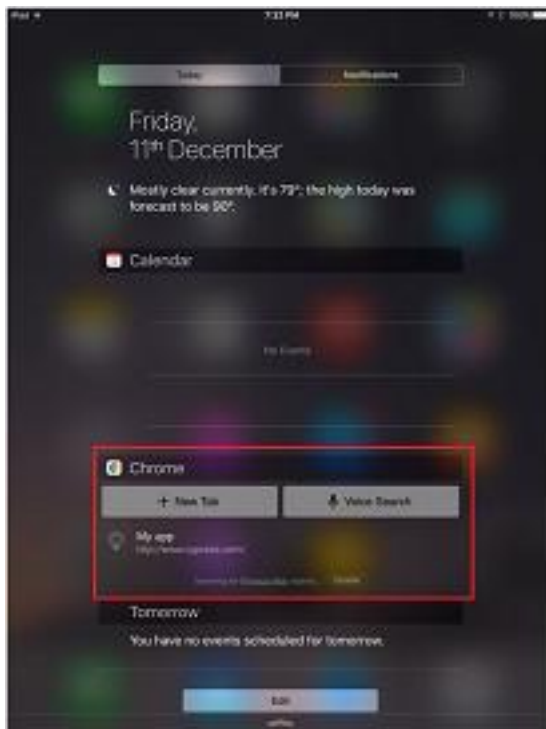 iPad
7:33 PM
Today
Notifications
Friday,
11th December
Mostly clear currently. It's 79°; the high today was
forecast to be 90°.
Calendar
No Events
Chrome
+ New Tab
Voice Search
My app
Tomorrow
You have no events scheduled for tomorrow.
Edit